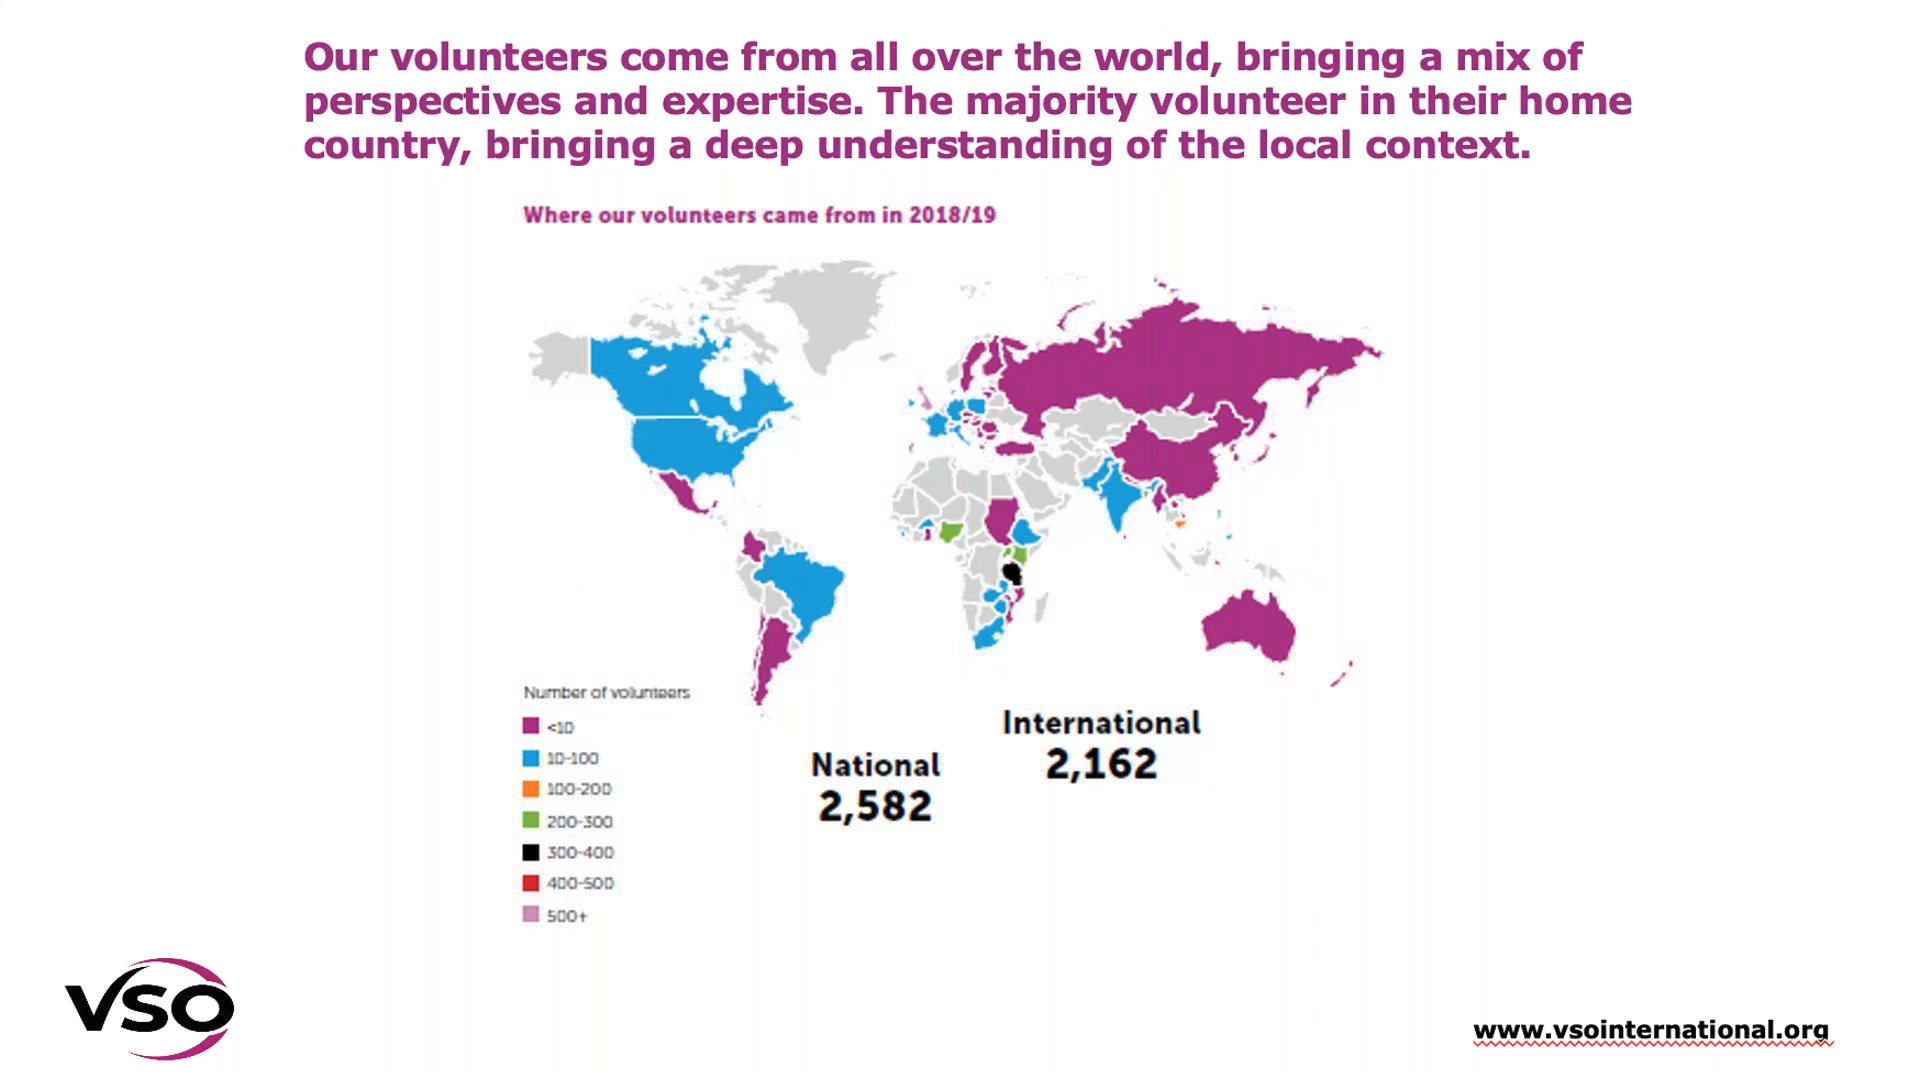 Our volunteers come from all over the world, bringing a mix of
perspectives and expertise. The majority volunteer in their home
country, bringing a deep understanding of the local context.
Where our volunteers came from in 2018/19
Number of volunteers
<10
10-100
100-200
200-300
300-400
400-500
500+
International
2,162
National
2,582
VSO
www.vsointernational.org